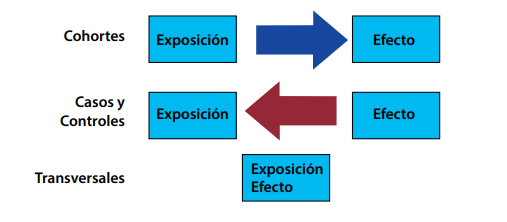 Cohortes
Exposición
Efecto
Casos y
Controles
Exposición
Efecto
Transversales
Exposición
Efecto